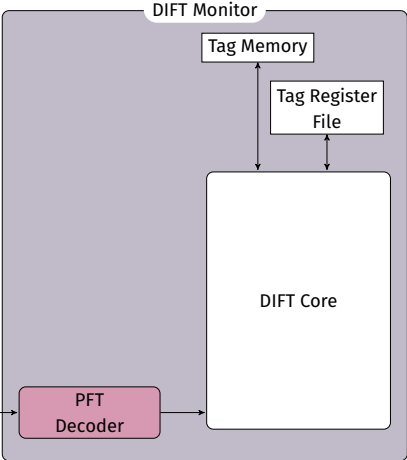 DIFT Monitor
Tag Memory
Tag Register
File
DIFT Core
PFT
Decoder